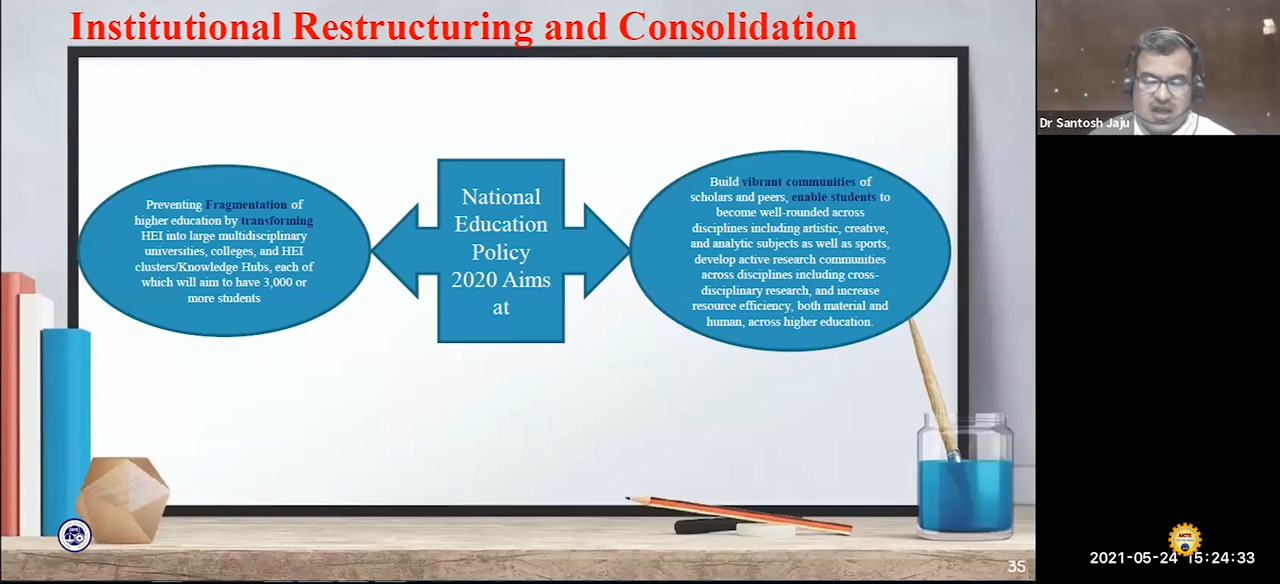 Institutional Restructuring and Consolidation
Preventing Fragmentation of
higher education by transforming
HEI into large multidisciplinary
universities, colleges, and HEI
clusters/Knowledge Hubs, each of
which will aim to have 3,000 or
more students
National
Education
Policy
2020 Aims
at
Build vibrant communities of
scholars and peers, enable students to
become well-rounded across
disciplines including artistic, creative,
and analytic subjects as well as sports,
develop active research communities
across disciplines including cross-
disciplinary research, and increase
resource efficiency, both material and
human, across higher education.
35
Dr Santosh Jaju
AICTE
2021-05-24 15:24:33